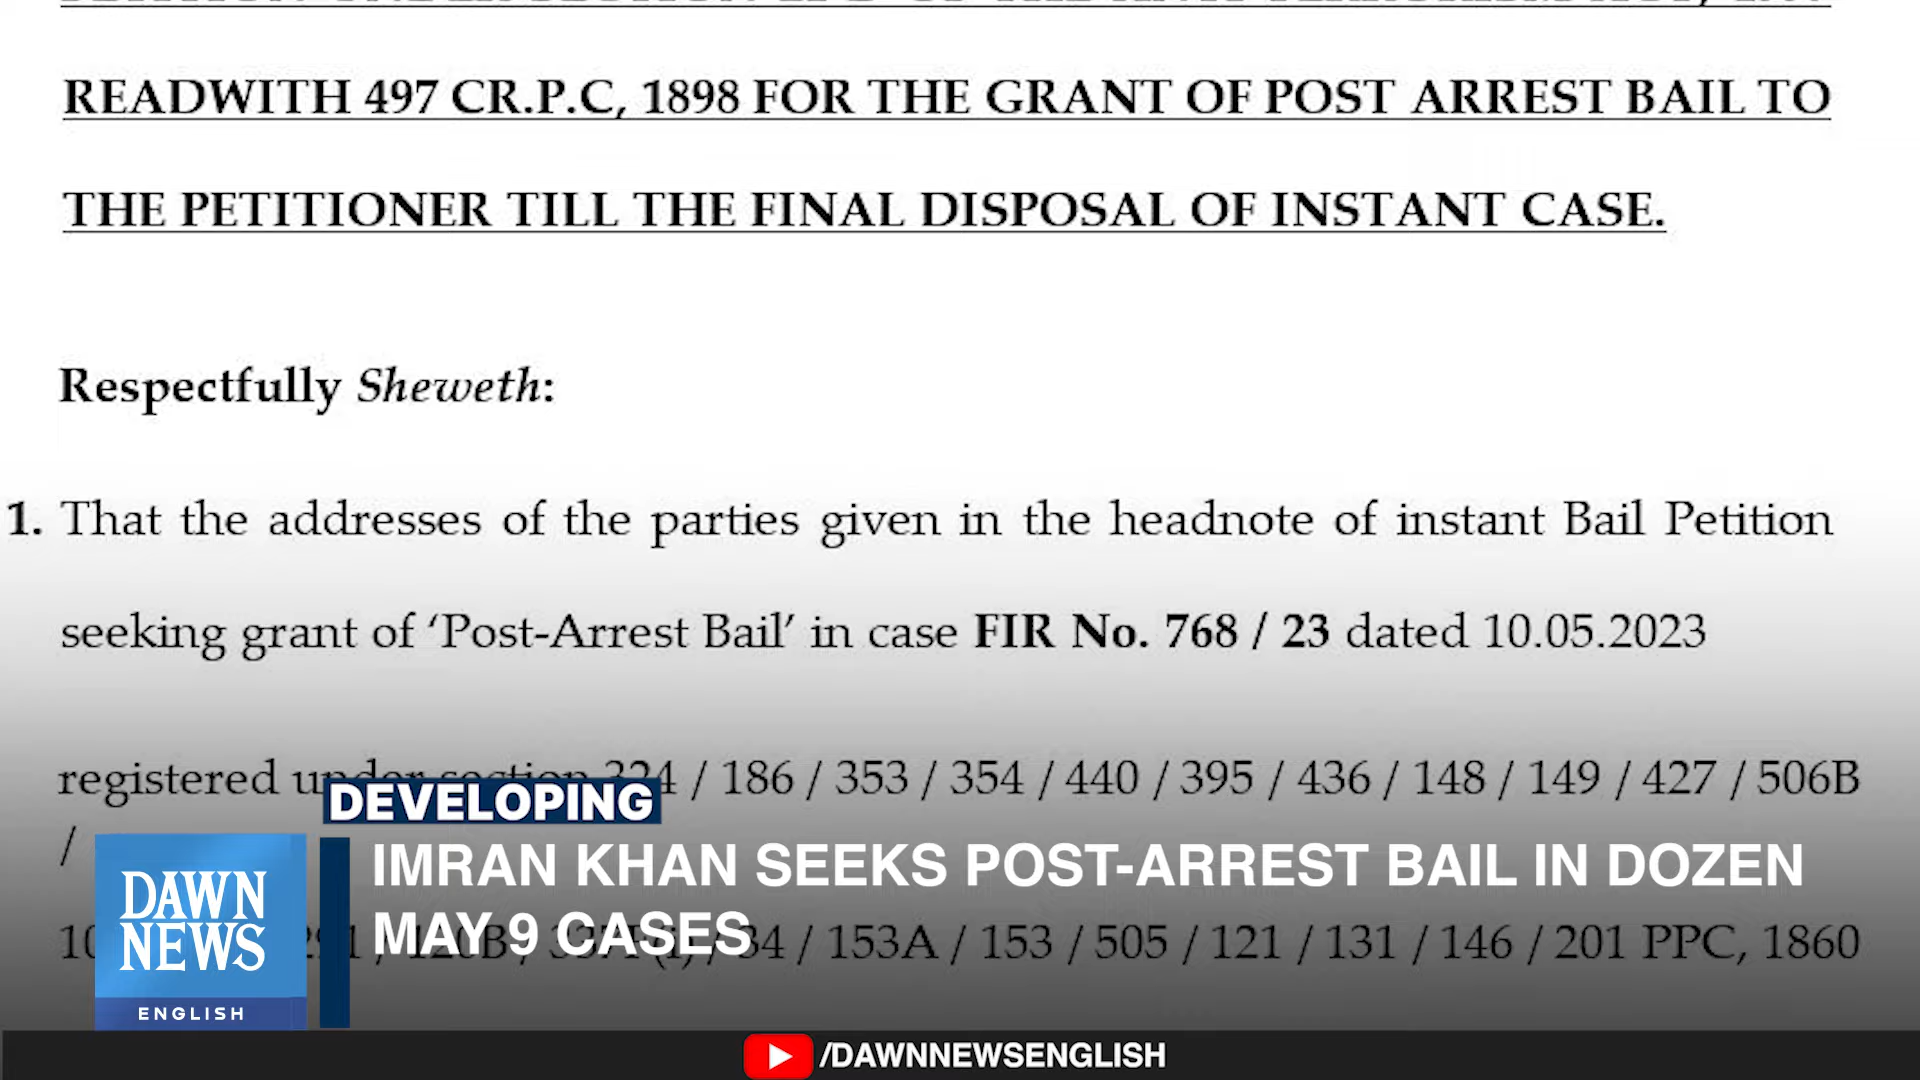 READWITH 497 CR.P.C, 1898 FOR THE GRANT OF POST ARREST BAIL TO
THE PETITIONER TILL THE FINAL DISPOSAL OF INSTANT CASE.
Respectfully Sheweth:
1. That the addresses of the parties given in the headnote of instant Bail Petition
seeking grant of ‘Post-Arrest Bail’ in case FIR No. 768 / 23 dated 10.05.2023
registered under section 324 / 186 / 353 / 354 / 440 / 395 / 436 / 148 / 149 / 427 / 506B
/
34 / 153A / 153 / 505 / 121 / 131 / 146 / 201 PPC, 1860
DEVELOPING
IMRAN KHAN SEEKS POST-ARREST BAIL IN DOZEN
MAY 9 CASES
DAWN
NEWS
ENGLISH
/DAWNNEWSENGLISH